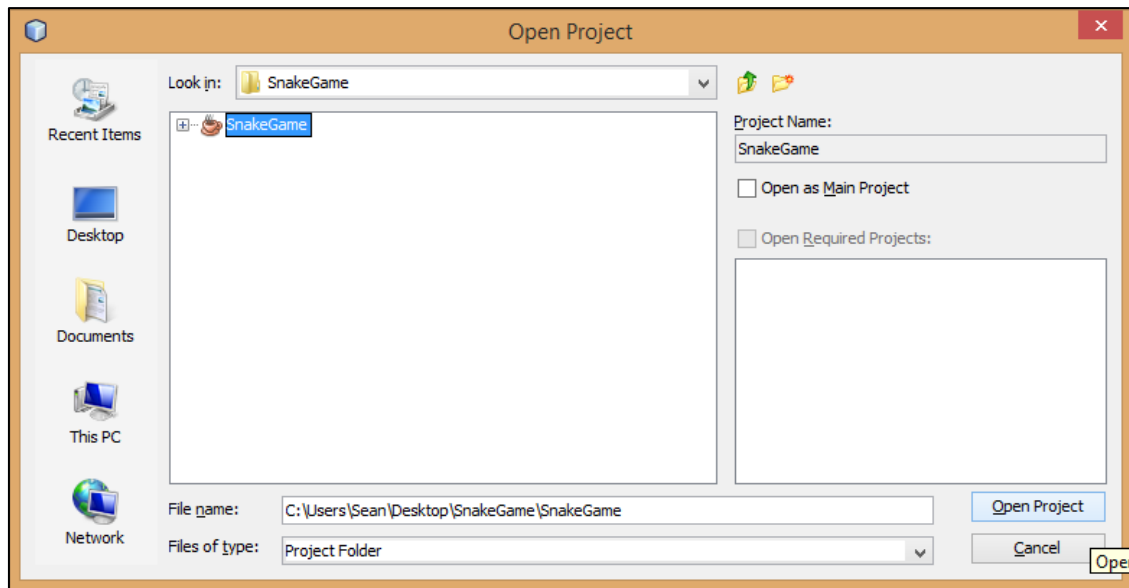 Open Project
Look in: SnakeGame
Recent Items
Desktop
Documents
This PC
Network
SnakeGame
Project Name:
SnakeGame
Open as Main Project
Open Required Projects:
File name: C:\Users\Sean\Desktop\SnakeGame\SnakeGame
Files of type: Project Folder
Open Project
Cancel